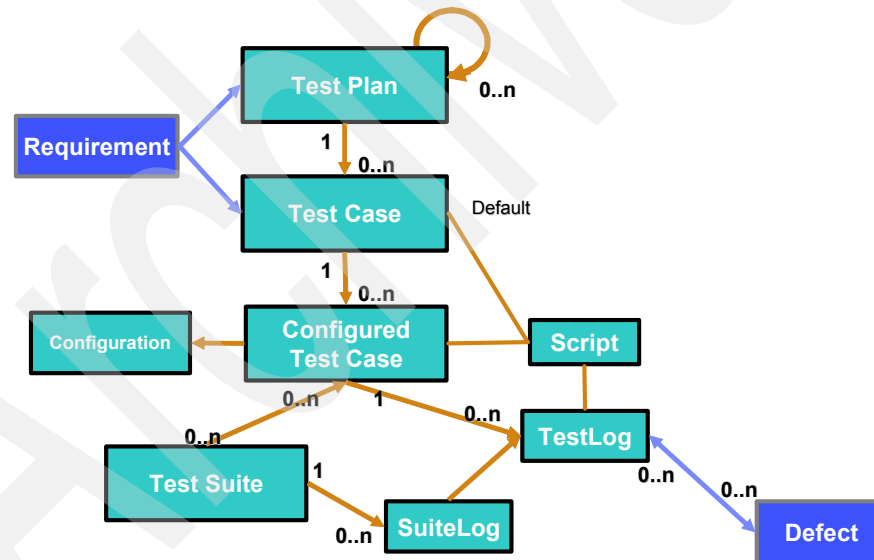 Test Plan
0..n
Requirement
1
0..n
Test Case
Default
1
0..n
Configuration
Configured
Test Case
Script
0..n
1
0..n
0..n
TestLog
Test Suite
1
0..n
0..n
0..n
SuiteLog
Defect
Archive